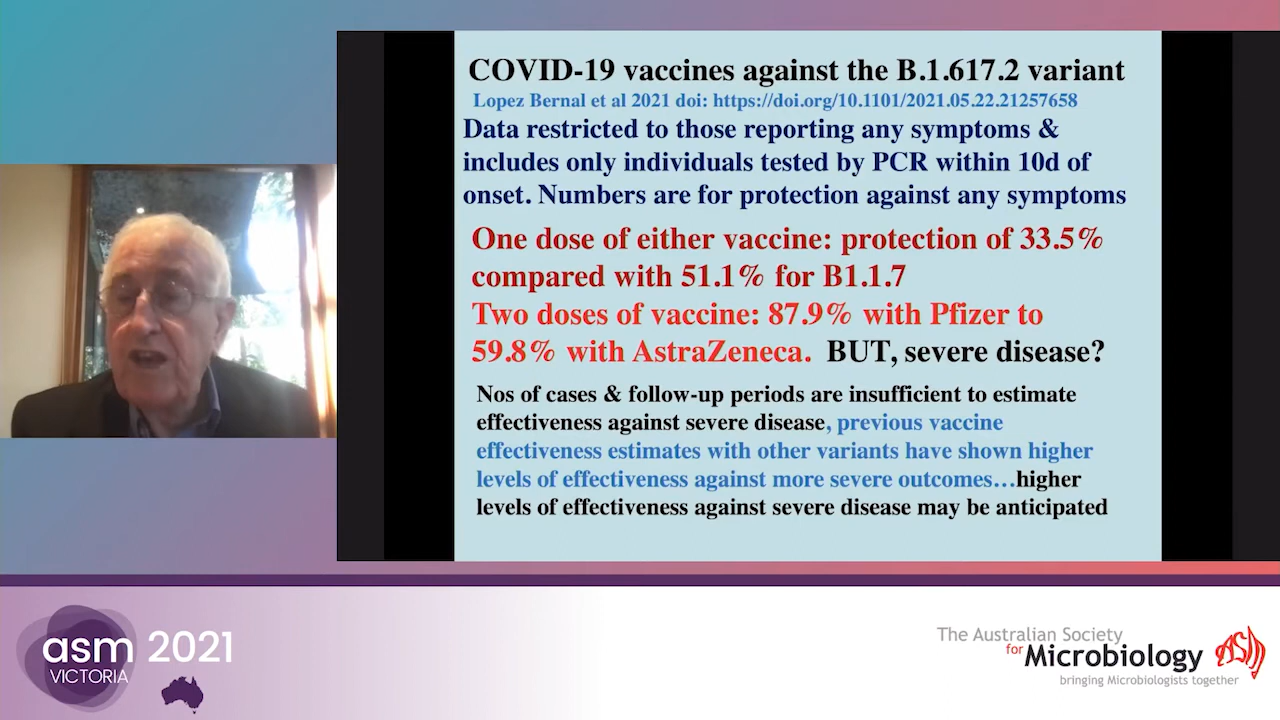 COVID-19 vaccines against the B.1.617.2 variant
Lopez Bernal et al 2021 doi: https://doi.org/10.1101/2021.05.22.21257658
Data restricted to those reporting any symptoms &
includes only individuals tested by PCR within 10d of
onset. Numbers are for protection against any symptoms
One dose of either vaccine: protection of 33.5%
compared with 51.1% for B1.1.7
Two doses of vaccine: 87.9% with Pfizer to
59.8% with AstraZeneca. BUT, severe disease?
Nos of cases & follow-up periods are insufficient to estimate
effectiveness against severe disease, previous vaccine
effectiveness estimates with other variants have shown higher
levels of effectiveness against more severe outcomes…higher
levels of effectiveness against severe disease may be anticipated
asm 2021
VICTORIA
The Australian Society
for Microbiology
bringing Microbiologists together
ASM